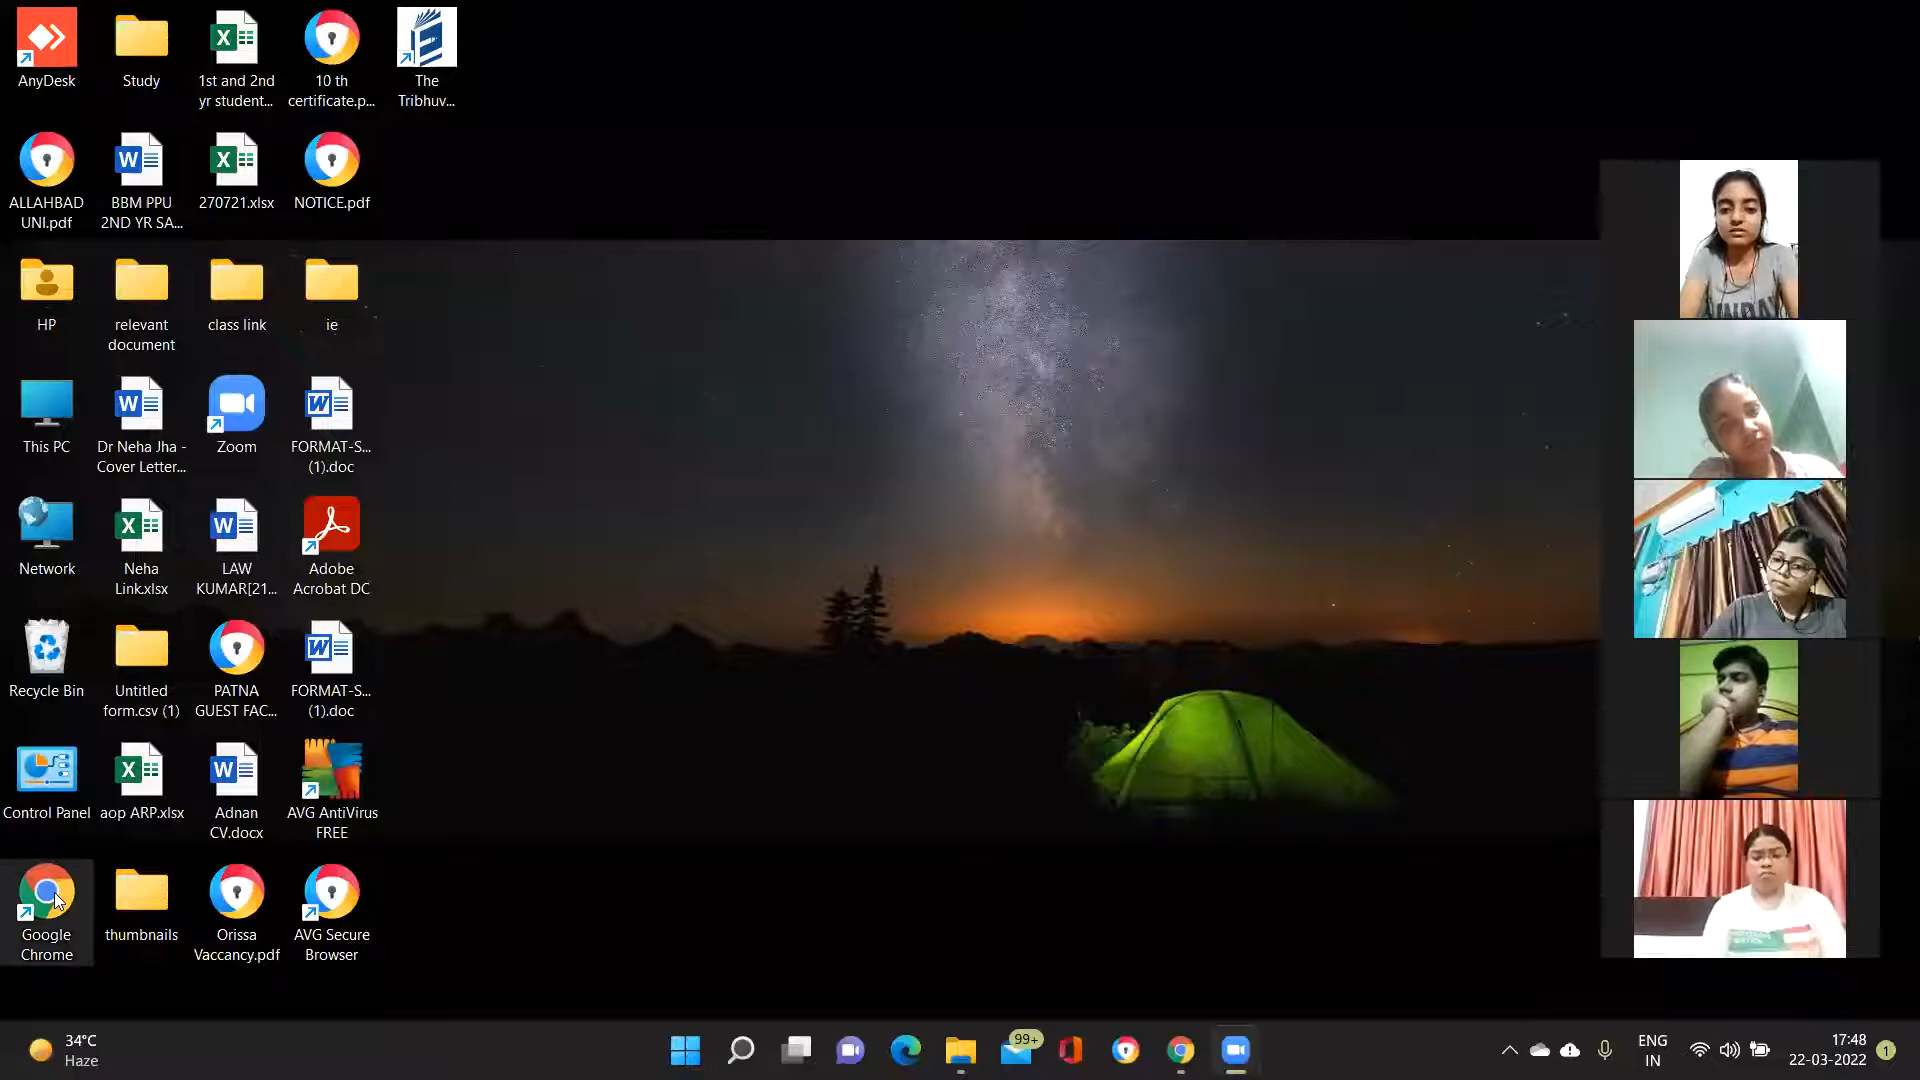 AnyDesk
Study
1st and 2nd
yr student...
10 th
certificate.p...
The
Tribhuv...
ALLAHBAD
UNI.pdf
BBM PPU
2ND YR SA...
270721.xlsx
NOTICE.pdf
HP
relevant
document
class link
ie
This PC
Dr Neha Jha -
Cover Letter...
Zoom
FORMAT-S...
(1).doc
Network
Neha
Link.xlsx
LAW
KUMAR[21...
Adobe
Acrobat DC
Recycle Bin
Untitled
form.csv (1)
PATNA
GUEST FAC...
FORMAT-S...
(1).doc
Control Panel
aop ARP.xlsx
Adnan
CV.docx
AVG AntiVirus
FREE
Google
Chrome
thumbnails
Orissa
Vaccancy.pdf
AVG Secure
Browser
34°C
Haze
99+
ENG
IN
17:48
22-03-2022
1